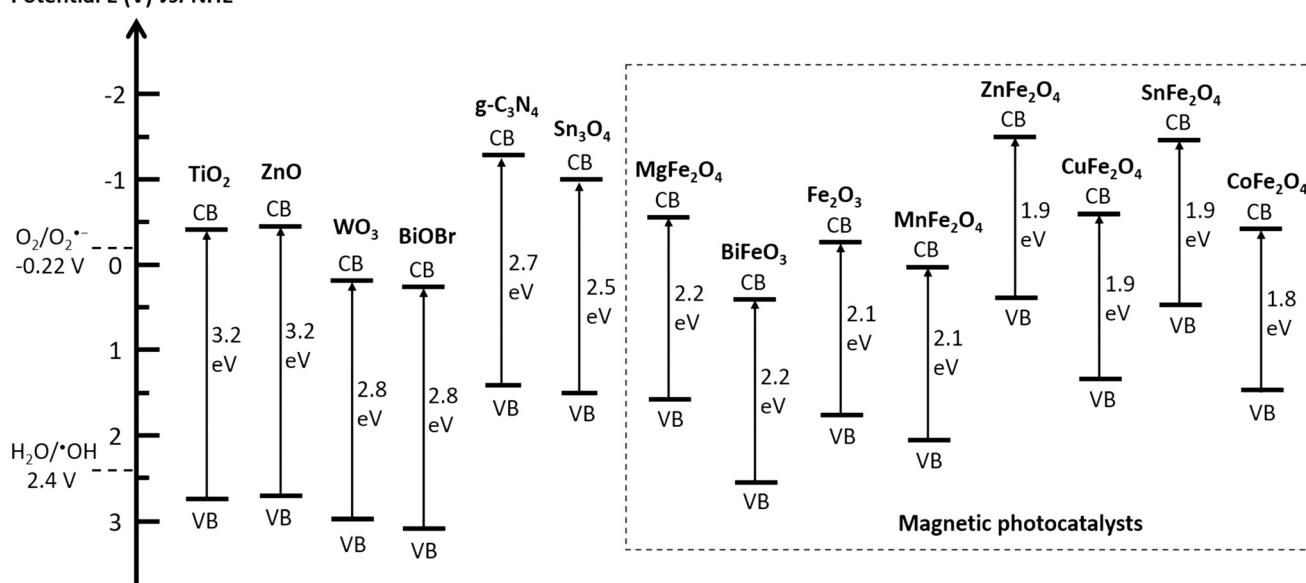 Potential E (V) vs. NHE
-2
-1
0
1
2
3
O₂/O₂•⁻
-0.22 V
H₂O/•OH
2.4 V
TiO₂
CB
3.2
eV
VB
ZnO
CB
3.2
eV
VB
WO₃
CB
2.8
eV
VB
BiOBr
CB
2.8
eV
VB
g-C₃N₄
CB
2.7
eV
VB
Sn₃O₄
CB
2.5
eV
VB
MgFe₂O₄
CB
2.2
eV
VB
BiFeO₃
CB
2.2
eV
VB
Fe₂O₃
CB
2.1
eV
VB
MnFe₂O₄
CB
2.1
eV
VB
ZnFe₂O₄
CB
1.9
eV
VB
CuFe₂O₄
CB
1.9
eV
VB
SnFe₂O₄
CB
1.9
eV
VB
CoFe₂O₄
CB
1.8
eV
VB
Magnetic photocatalysts